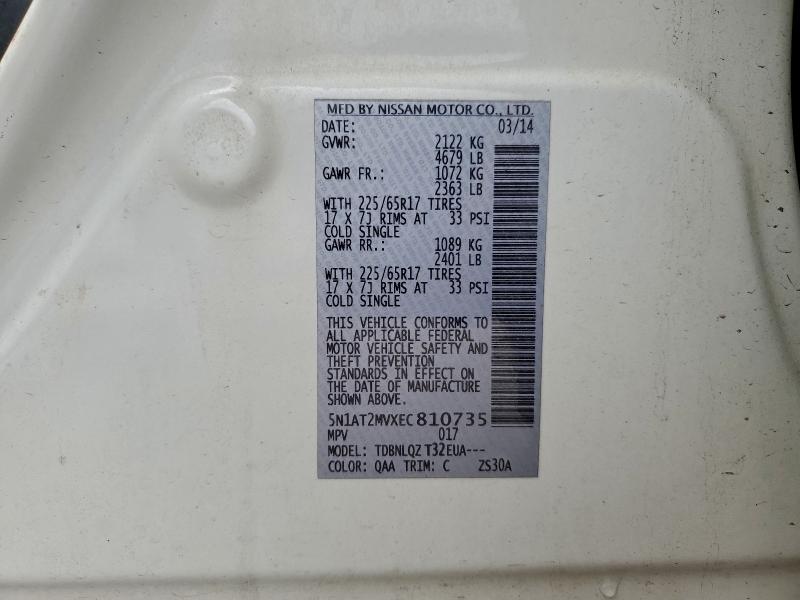 MFD BY NISSAN MOTOR CO., LTD.
DATE: 03/14
GVWR: 2122 KG
4679 LB
GAWR FR.: 1072 KG
2363 LB
WITH 225/65R17 TIRES
17 X 7J RIMS AT 33 PSI
COLD SINGLE
GAWR RR.: 1089 KG
2401 LB
WITH 225/65R17 TIRES
17 X 7J RIMS AT 33 PSI
COLD SINGLE
THIS VEHICLE CONFORMS TO
ALL APPLICABLE FEDERAL
MOTOR VEHICLE SAFETY AND
THEFT PREVENTION
STANDARDS IN EFFECT ON
THE DATE OF MANUFACTURE
SHOWN ABOVE.
5N1AT2MVXEC810735
MPV 017
MODEL: TDBNLQZ T32EUA---
COLOR: QAA TRIM: C ZS30A